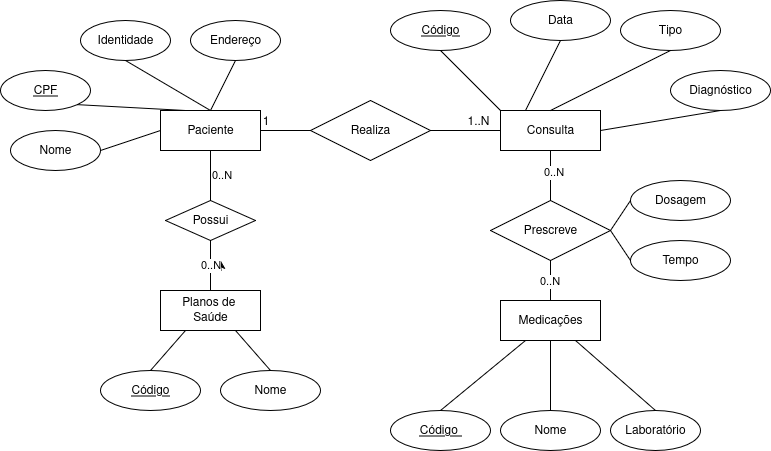 Identidade
Endereço
Código
Data
Tipo
CPF
Diagnóstico
Nome
Paciente
1
Realiza
1..N
Consulta
0..N
0..N
Possui
Prescreve
Dosagem
Tempo
0..N
0..N
Planos de
Saúde
Medicações
Código
Nome
Código
Nome
Laboratório